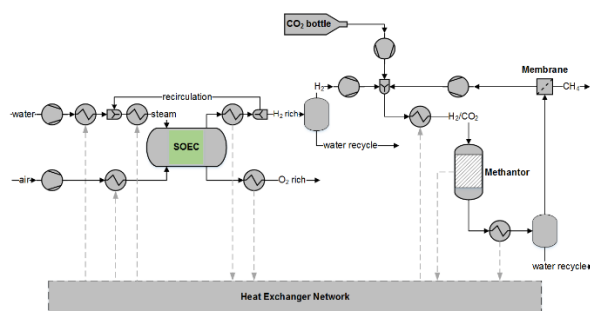 CO₂ bottle
Membrane
H₂
CH₄
recirculation
water
steam
H₂ rich
H₂/CO₂
SOEC
water recycle
Methantor
air
O₂ rich
water recycle
Heat Exchanger Network